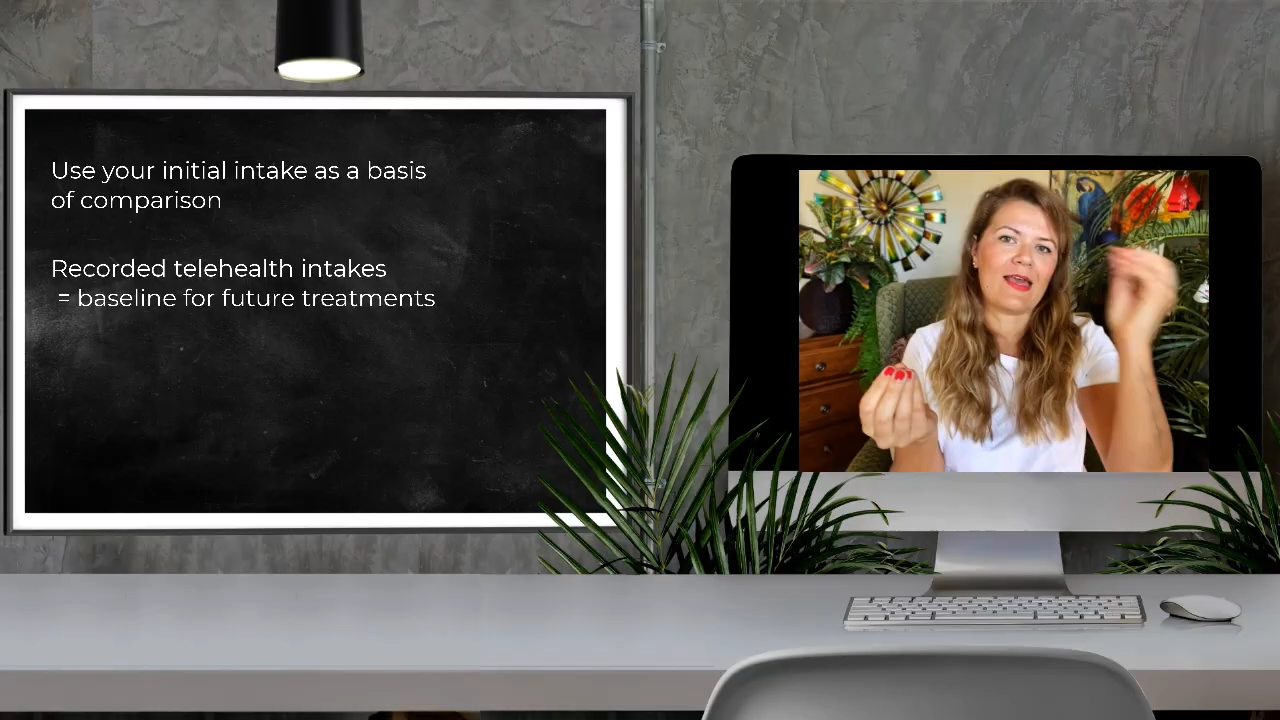 Use your initial intake as a basis
of comparison
Recorded telehealth intakes
= baseline for future treatments